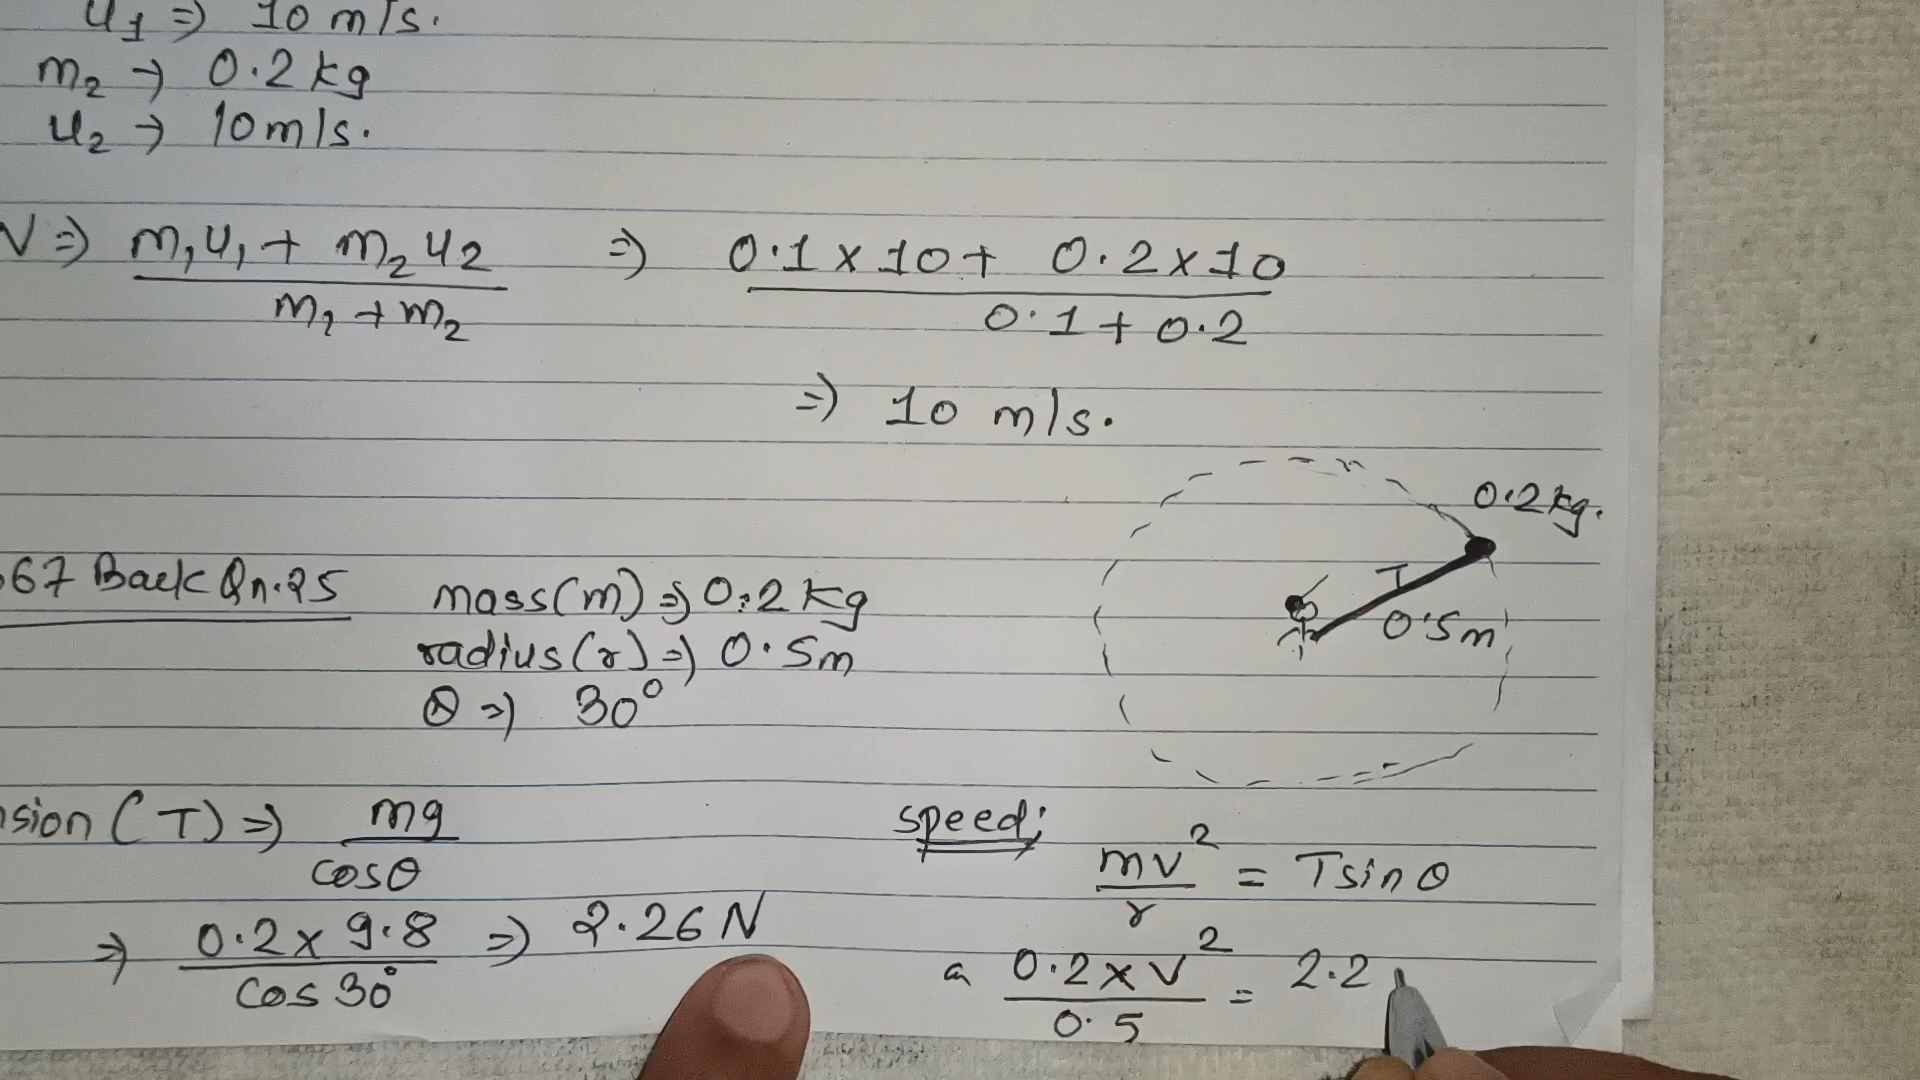 u1 ⇒ 10 m/s.
m2 → 0.2 kg
u2 → 10 m/s.
V ⇒ m1u1 + m2u2 / m1 + m2 ⇒ 0.1 x 10 + 0.2 x 10 / 0.1 + 0.2
⇒ 10 m/s.
0.2 kg.
T
0.5 m
67 Back Qn. 25
mass(m) ⇒ 0.2 kg
radius(r) ⇒ 0.5m
θ ⇒ 30°
nsion (T) ⇒ mg / cosθ
⇒ 0.2 x 9.8 / cos 30° ⇒ 2.26 N
speed;
mv² / r = Tsinθ
0.2 x v² / 0.5 = 2.2